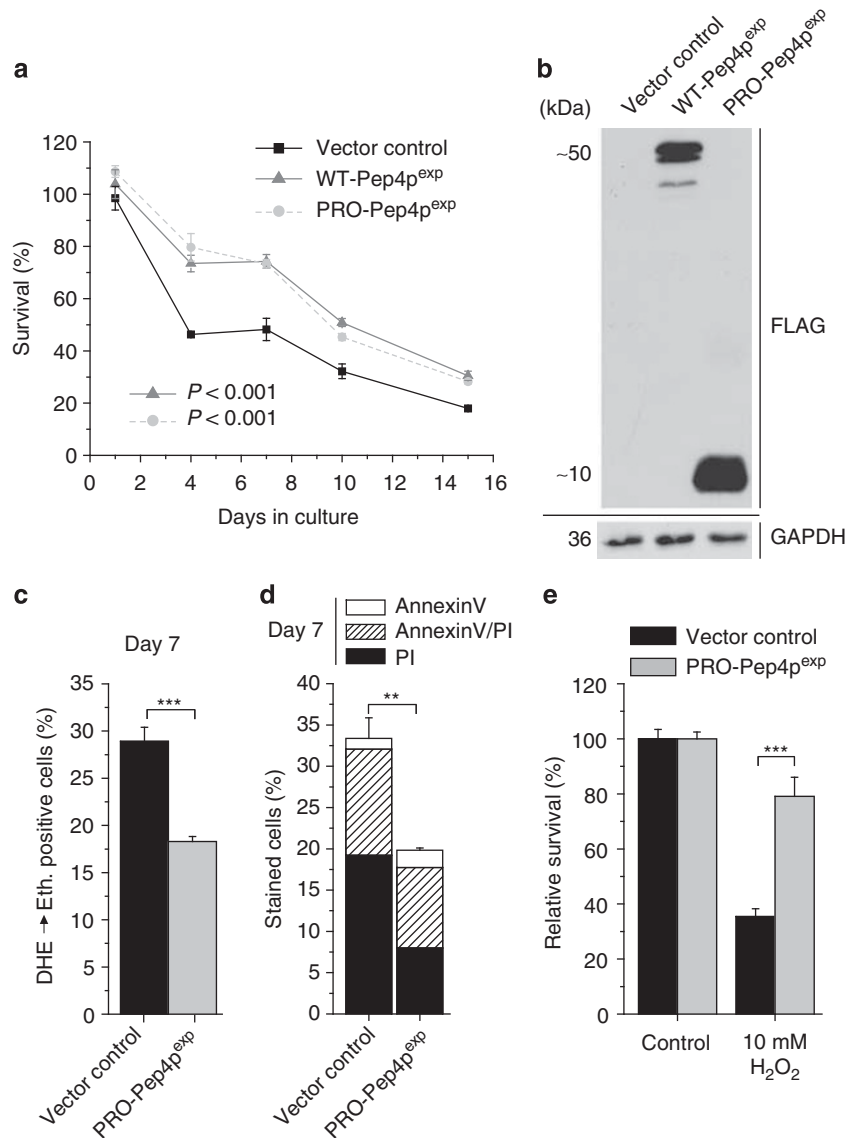 a
120
100
80
60
40
20
0
Survival (%)
Vector control
WT-Pep4p^exp
PRO-Pep4p^exp
P < 0.001
P < 0.001
0 2 4 6 8 10 12 14 16
Days in culture
b
(kDa)
Vector control
WT-Pep4p^exp
PRO-Pep4p^exp
~50
~10
FLAG
36
GAPDH
c
Day 7
35
30
25
20
15
10
5
0
DHE → Eth. positive cells (%)
***
Vector control
PRO-Pep4p^exp
d
Day 7
AnnexinV
AnnexinV/PI
PI
40
35
30
25
20
15
10
5
0
Stained cells (%)
**
Vector control
PRO-Pep4p^exp
e
Vector control
PRO-Pep4p^exp
120
100
80
60
40
20
0
Relative survival (%)
***
Control
10 mM
H₂O₂